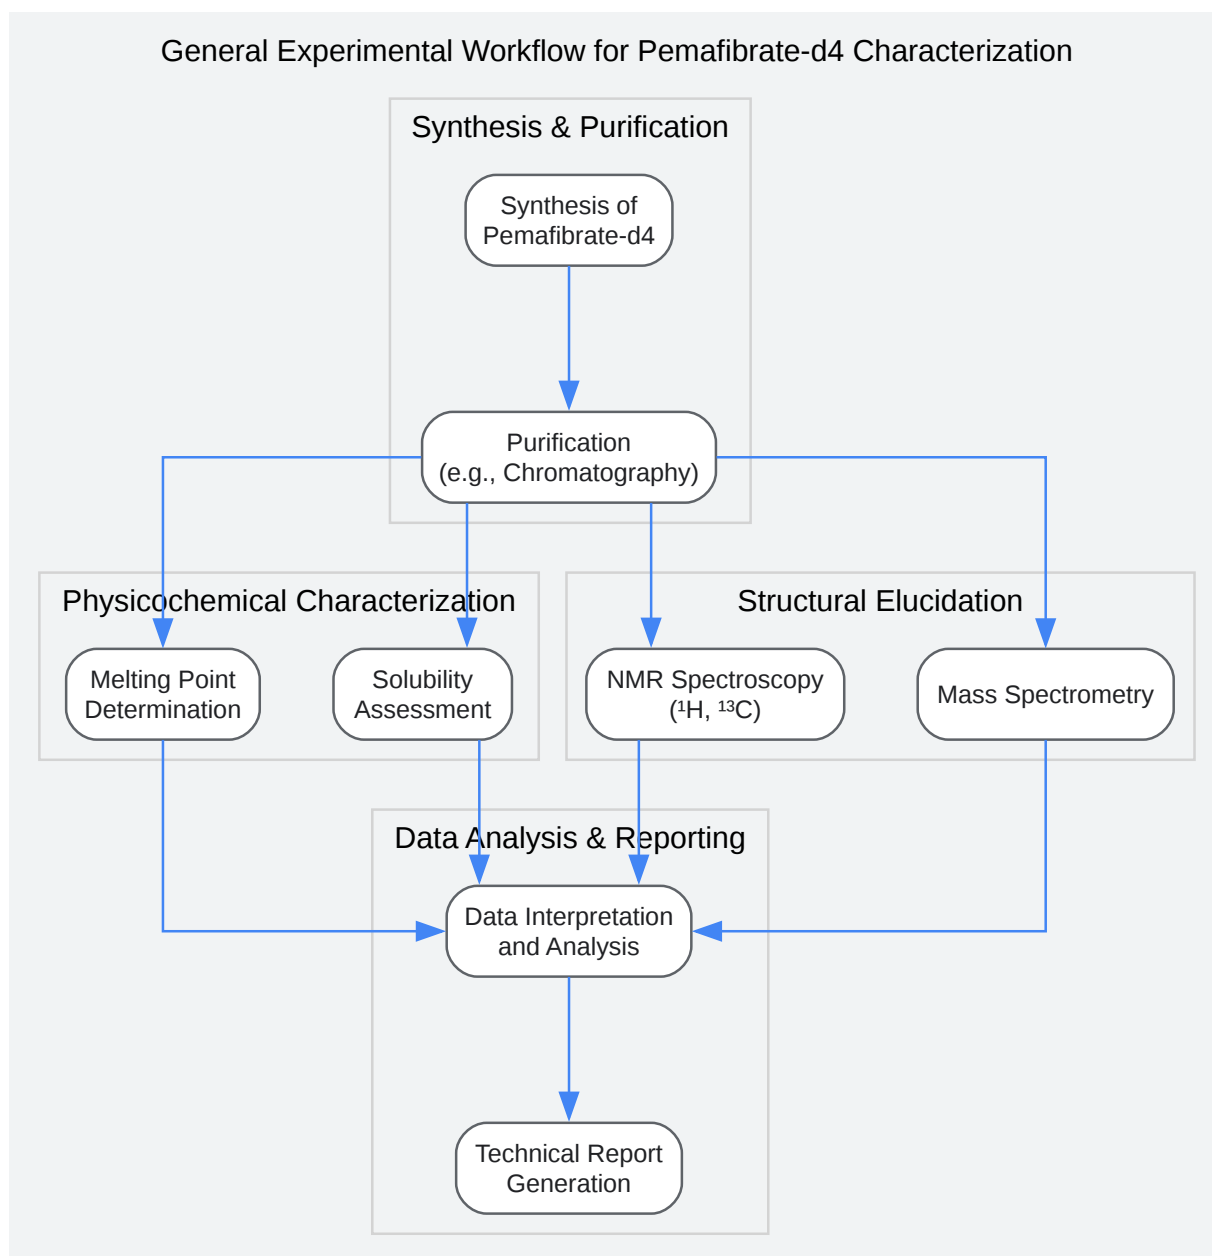 General Experimental Workflow for Pemafibrate-d4 Characterization
Synthesis & Purification
Synthesis of
Pemafibrate-d4
Purification
(e.g., Chromatography)
Physicochemical Characterization
Structural Elucidation
Melting Point
Determination
Solubility
Assessment
NMR Spectroscopy
(¹H, ¹³C)
Mass Spectrometry
Data Analysis & Reporting
Data Interpretation
and Analysis
Technical Report
Generation